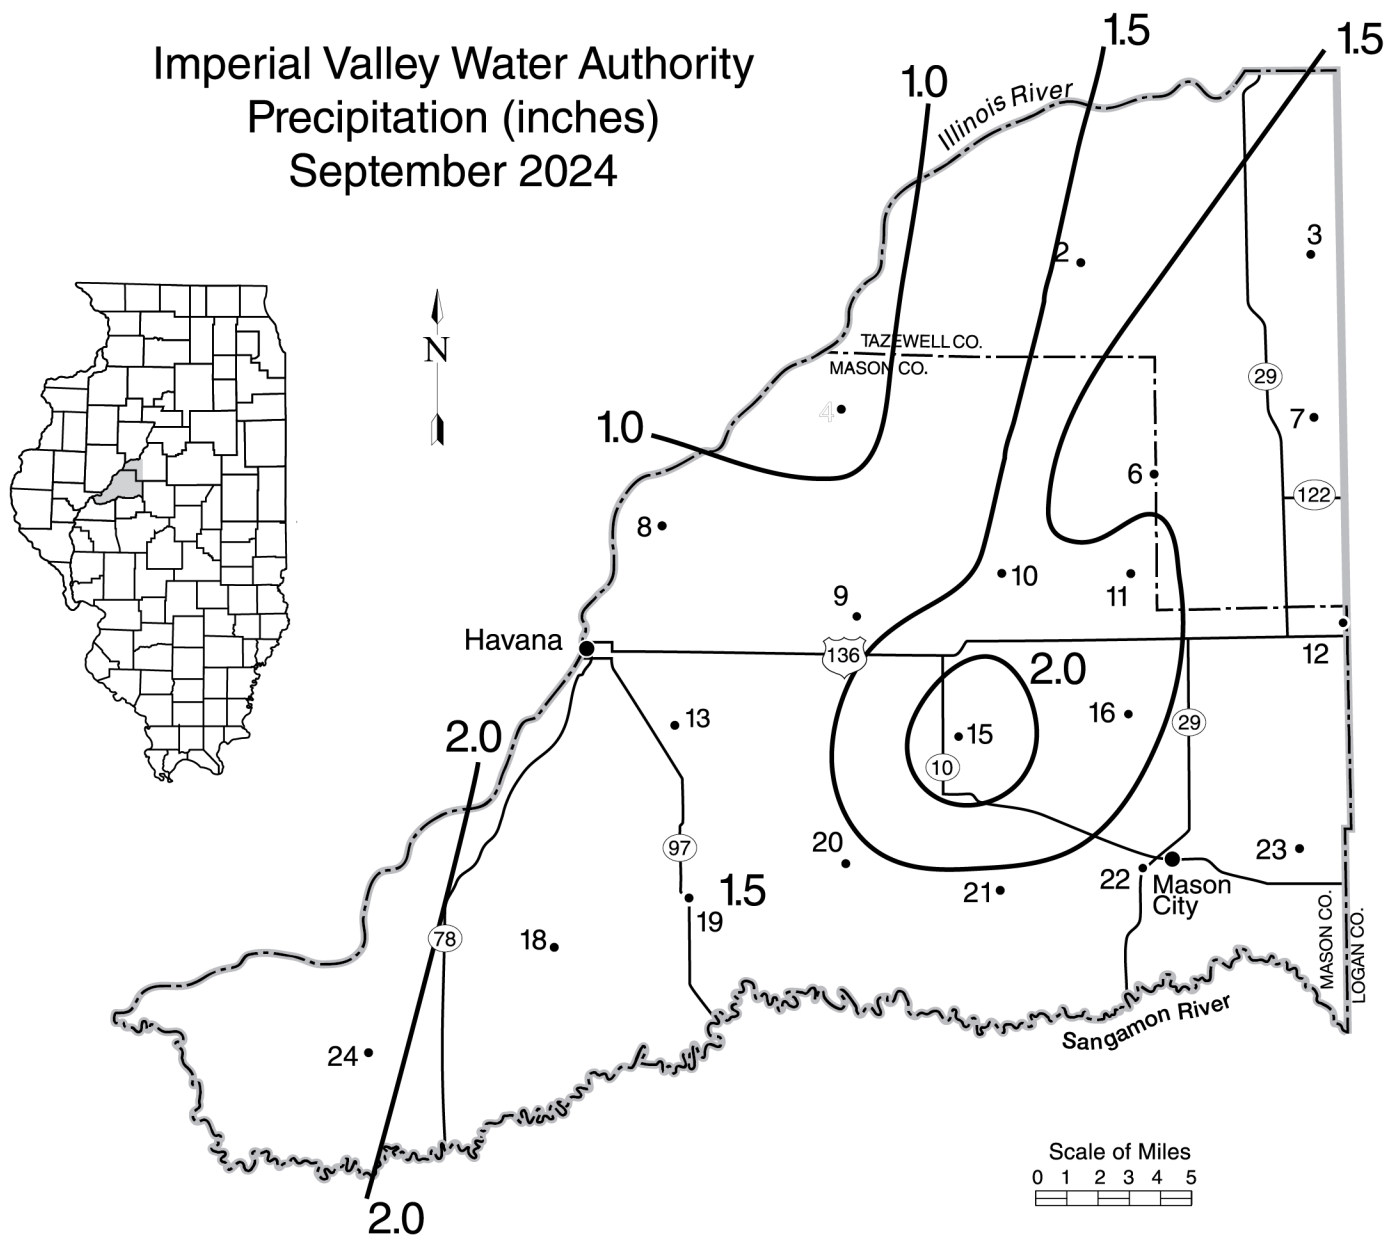 Imperial Valley Water Authority
Precipitation (inches)
September 2024
1.0
1.5
1.5
Illinois River
2
3
N
TAZEWELL CO.
MASON CO.
29
4
1.0
7
6
122
8
10
11
9
Havana
136
12
2.0
13
16
29
15
2.0
10
97
20
23
1.5
21
22
Mason
City
19
78
18
MASON CO.
LOGAN CO.
Sangamon River
24
Scale of Miles
0 1 2 3 4 5
2.0